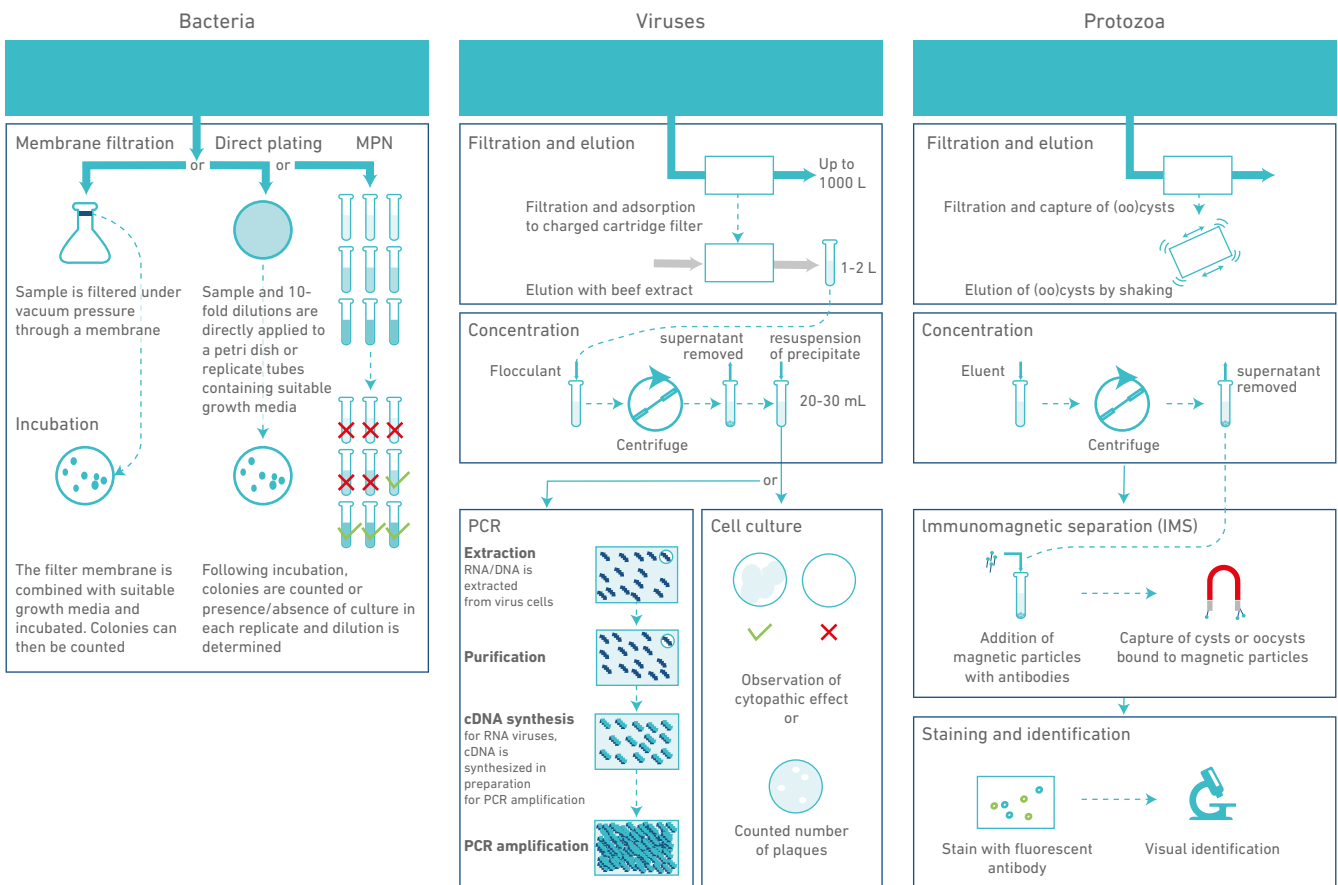 Bacteria
Membrane filtration
Direct plating
MPN
or
or
Sample is filtered under
vacuum pressure
through a membrane
Sample and 10-
fold dilutions are
directly applied to
a petri dish or
replicate tubes
containing suitable
growth media
Incubation
The filter membrane is
combined with suitable
growth media and
incubated. Colonies can
then be counted
Following incubation,
colonies are counted or
presence/absence of culture in
each replicate and dilution is
determined
Viruses
Filtration and elution
Up to
1000 L
Filtration and adsorption
to charged cartridge filter
1-2 L
Elution with beef extract
Concentration
Flocculant
supernatant
removed
resuspension
of precipitate
20-30 mL
Centrifuge
or
PCR
Extraction
RNA/DNA is
extracted
from virus cells
Purification
cDNA synthesis
for RNA viruses,
cDNA is
synthesized in
preparation
for PCR amplification
PCR amplification
Cell culture
Observation of
cytopathic effect
or
Counted number
of plaques
Protozoa
Filtration and elution
Filtration and capture of (oo)cysts
Elution of (oo)cysts by shaking
Concentration
Eluent
supernatant
removed
Centrifuge
Immunomagnetic separation (IMS)
Addition of
magnetic particles
with antibodies
Capture of cysts or oocysts
bound to magnetic particles
Staining and identification
Stain with fluorescent
antibody
Visual identification